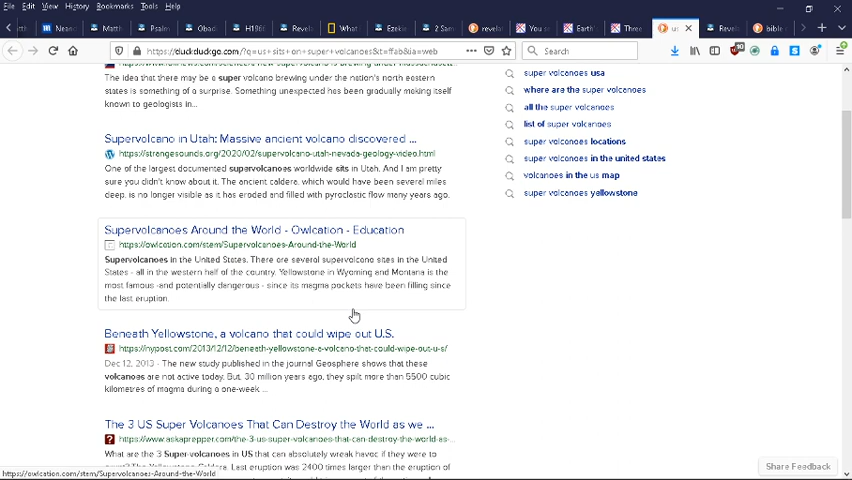 File Edit View History Bookmarks Tools Help
Neanc Matth Psalm Obad H1986 Revel What Ezekie 2 Sam revelat You s Earth' Three us Revel bible
https://duckduckgo.com/?q=us+sits+on+super+volcanoes&t=ffab&ia=web
Search
The idea that there may be a super volcano brewing under the nation's north eastern
states is something of a surprise. Something unexpected has been gradually making itself
known to geologists in...
Supervolcano in Utah: Massive ancient volcano discovered ...
https://strangesounds.org/2020/02/supervolcano-utah-nevada-geology-video.html
One of the largest documented supervolcanoes worldwide sits in Utah. And I am pretty
sure you didn't know about it. The ancient caldera, which would have been several miles
deep, is no longer visible as it has eroded and filled with pyroclastic flow many years ago.
Supervolcanoes Around the World - Owlcation - Education
https://owlcation.com/stem/Supervolcanoes-Around-the-World
Supervolcanoes in the United States. There are several supervolcano sites in the United
States - all in the western half of the country. Yellowstone in Wyoming and Montana is the
most famous -and potentially dangerous - since its magma pockets have been filling since
the last eruption.
Beneath Yellowstone, a volcano that could wipe out U.S.
https://nypost.com/2013/12/12/beneath-yellowstone-a-volcano-that-could-wipe-out-u-s/
Dec 12, 2013 - The new study published in the journal Geosphere shows that these
volcanoes are not active today. But, 30 million years ago, they spilt more than 5500 cubic
kilometres of magma during a one-week ...
The 3 US Super Volcanoes That Can Destroy the World as we ...
https://www.askaprepper.com/the-3-us-super-volcanoes-that-can-destroy-the-world-as-...
What are the 3 Super-volcanoes in US that can absolutely wreak havoc if they were to
Last eruption was 2400 times larger than the eruption of
super volcanoes usa
where are the super volcanoes
all the super volcanoes
list of super volcanoes
super volcanoes locations
super volcanoes in the united states
volcanoes in the us map
super volcanoes yellowstone
Share Feedback
https://owlcation.com/stem/Supervolcanoes-Around-the-World